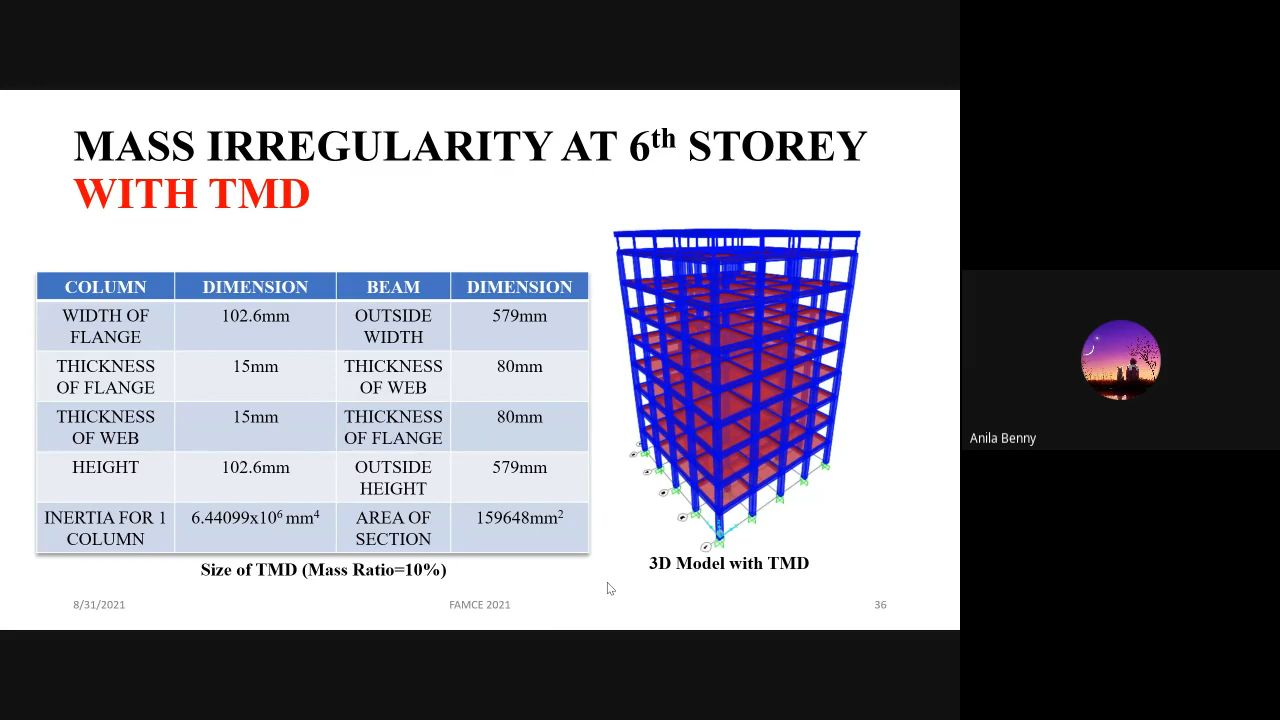 MASS IRREGULARITY AT 6th STOREY
WITH TMD
COLUMN DIMENSION BEAM DIMENSION
WIDTH OF FLANGE 102.6mm OUTSIDE WIDTH 579mm
THICKNESS OF FLANGE 15mm THICKNESS OF WEB 80mm
THICKNESS OF WEB 15mm THICKNESS OF FLANGE 80mm
HEIGHT 102.6mm OUTSIDE HEIGHT 579mm
INERTIA FOR 1 COLUMN 6.44099x10⁶ mm⁴ AREA OF SECTION 159648mm²
Size of TMD (Mass Ratio=10%)
3D Model with TMD
8/31/2021 FAMCE 2021 36
Anila Benny